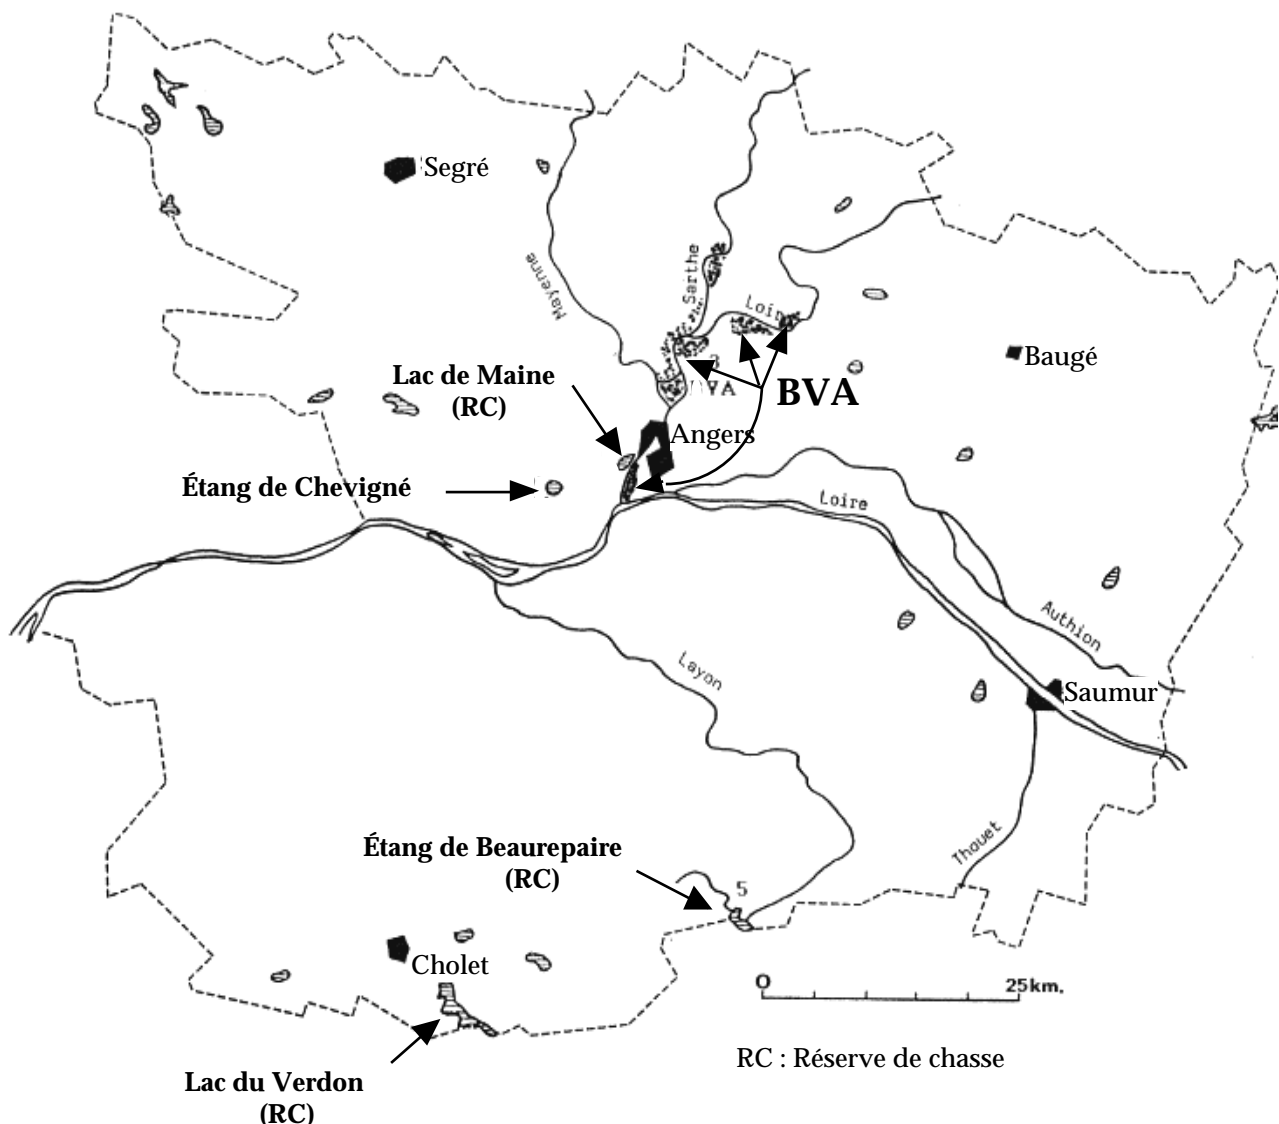 Segré
Mayenne
Sarthe
Loir
Baugé
Lac de Maine
(RC)
BVA
Angers
Étang de Chevigné
Loire
Authion
Layon
Saumur
Thouet
Étang de Beaurepaire
(RC)
5
Cholet
0
25km.
RC : Réserve de chasse
Lac du Verdon
(RC)